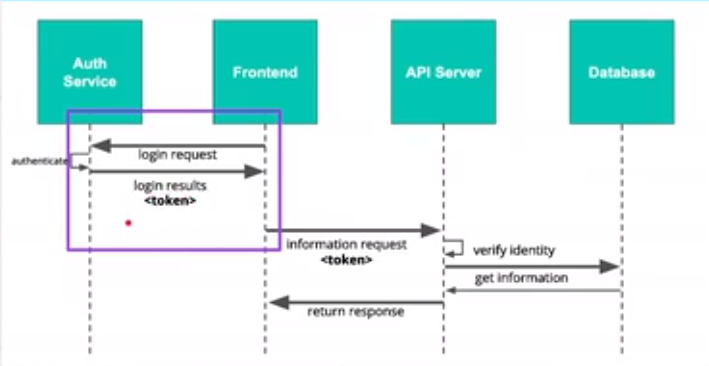 Auth
Service
Frontend
API Server
Database
login request
authenticate
login results
<token>
information request
<token>
verify identity
get information
return response